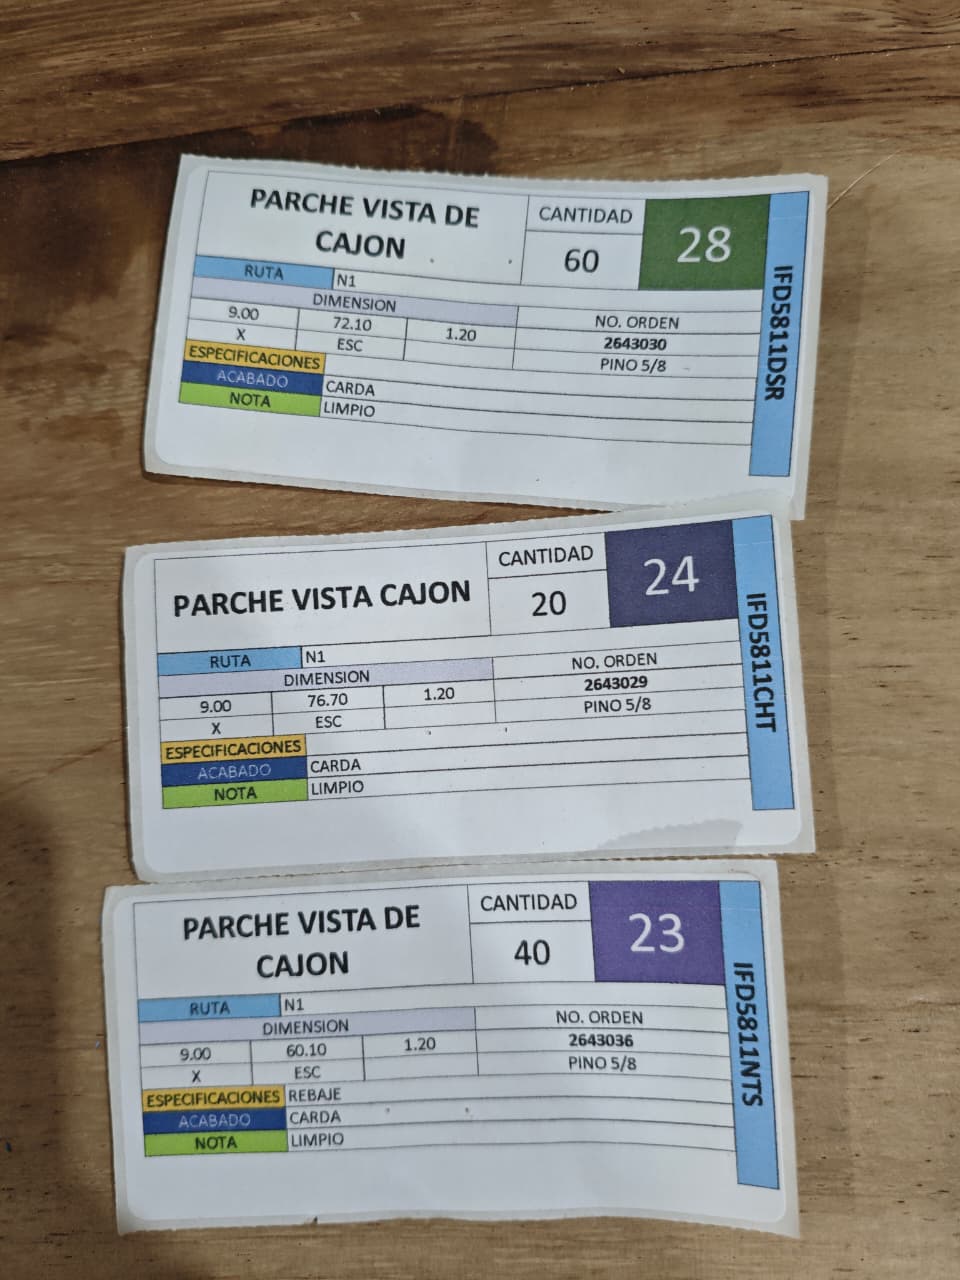 PARCHE VISTA DE
CAJON
CANTIDAD
60
28
IFD5811DSR
RUTA N1
DIMENSION
9.00 72.10 1.20 NO. ORDEN
X ESC 2643030
PINO 5/8
ESPECIFICACIONES
ACABADO CARDA
NOTA LIMPIO
PARCHE VISTA CAJON
CANTIDAD
20
24
IFD5811CHT
RUTA N1
DIMENSION NO. ORDEN
9.00 76.70 1.20 2643029
X ESC PINO 5/8
ESPECIFICACIONES
ACABADO CARDA
NOTA LIMPIO
PARCHE VISTA DE
CAJON
CANTIDAD
40
23
IFD5811NTS
RUTA N1
DIMENSION NO. ORDEN
9.00 60.10 1.20 2643036
X ESC PINO 5/8
ESPECIFICACIONES REBAJE
ACABADO CARDA
NOTA LIMPIO